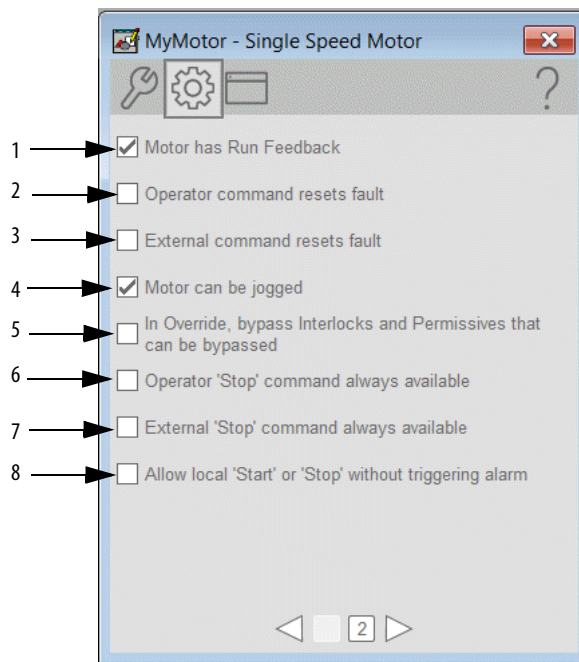 MyMotor - Single Speed Motor
?
1 Motor has Run Feedback
2 Operator command resets fault
3 External command resets fault
4 Motor can be jogged
5 In Override, bypass Interlocks and Permissives that
can be bypassed
6 Operator 'Stop' command always available
7 External 'Stop' command always available
8 Allow local 'Start' or 'Stop' without triggering alarm
2